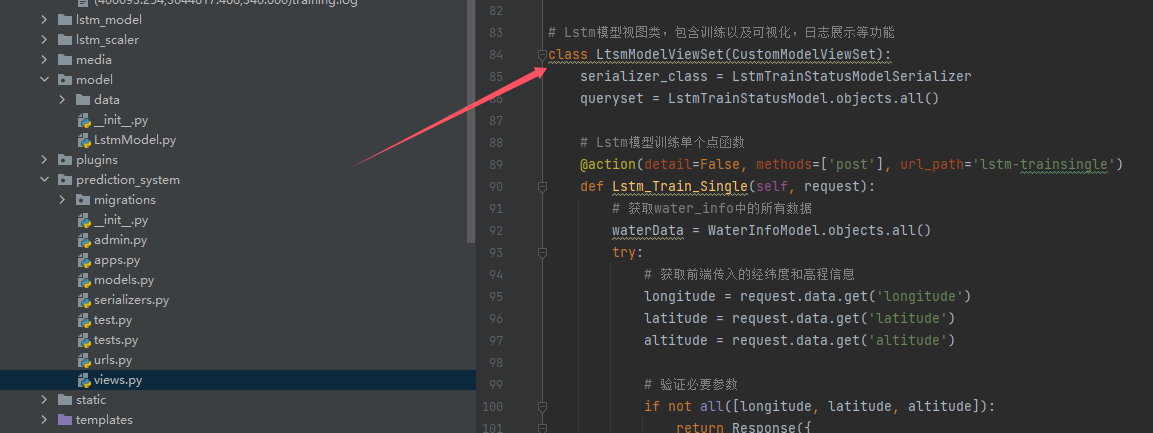 (400093.254,3044017.460,340.000)training.log
lstm_model
lstm_scaler
media
model
data
__init__.py
LstmModel.py
plugins
prediction_system
migrations
__init__.py
admin.py
apps.py
models.py
serializers.py
test.py
tests.py
urls.py
views.py
static
templates
82
83 # Lstm模型视图类,包含训练以及可视化,日志展示等功能
84 class LtsmModelViewSet(CustomModelViewSet):
85 serializer_class = LstmTrainStatusModelSerializer
86 queryset = LstmTrainStatusModel.objects.all()
87
88 # Lstm模型训练单个点函数
89 @action(detail=False, methods=['post'], url_path='lstm-trainsingle')
90 def Lstm_Train_Single(self, request):
91 # 获取water_info中的所有数据
92 waterData = WaterInfoModel.objects.all()
93 try:
94 # 获取前端传入的经纬度和高程信息
95 longitude = request.data.get('longitude')
96 latitude = request.data.get('latitude')
97 altitude = request.data.get('altitude')
98
99 # 验证必要参数
100 if not all([longitude, latitude, altitude]):
101 return Response({